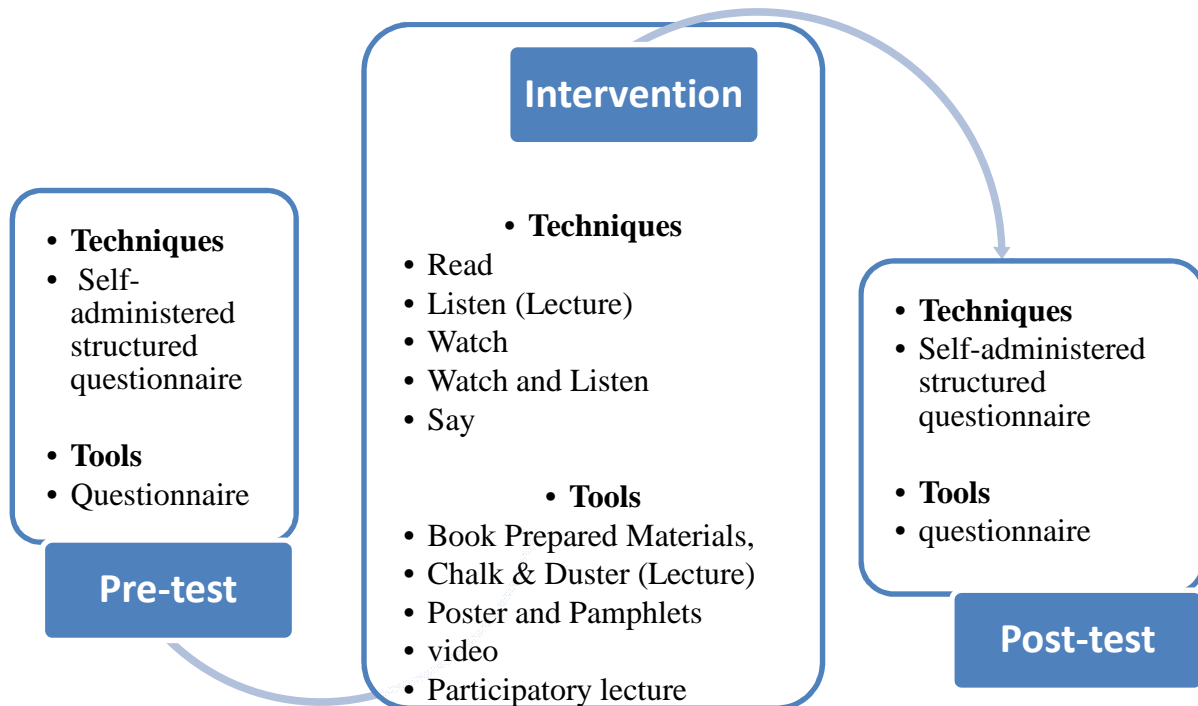 • Techniques
• Self-
administered
structured
questionnaire
• Tools
• Questionnaire
Pre-test
Intervention
• Techniques
• Read
• Listen (Lecture)
• Watch
• Watch and Listen
• Say
• Tools
• Book Prepared Materials,
• Chalk & Duster (Lecture)
• Poster and Pamphlets
• video
• Participatory lecture
• Techniques
• Self-administered
structured
questionnaire
• Tools
• questionnaire
Post-test